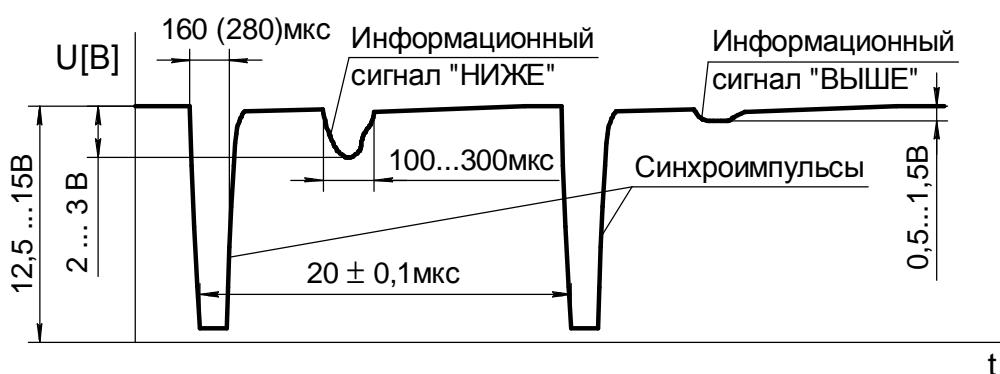 160 (280)мкс
U[В]
Информационный
сигнал "НИЖЕ"
Информационный
сигнал "ВЫШЕ"
12,5 ...15В
2 ... 3 В
100...300мкс
Синхроимпульсы
0,5...1,5В
20 ± 0,1мкс
t